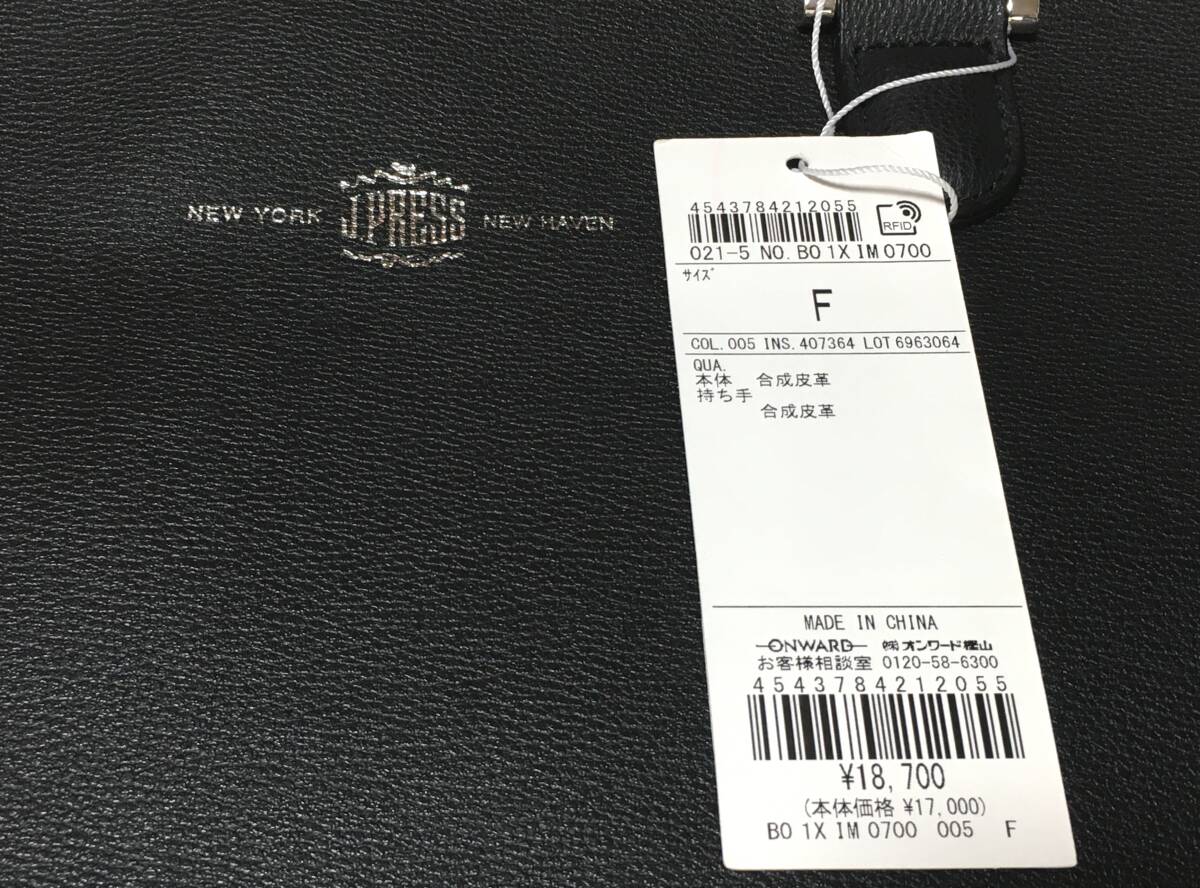 NEW YORK J.PRESS NEW HAVEN
4543784212055
RFID
021-5 NO. BO 1X IM 0700
ｻｲｽﾞ
F
COL. 005 INS. 407364 LOT 6963064
QUA.
本体 合成皮革
持ち手
合成皮革
MADE IN CHINA
ONWARD ㈱オンワード樫山
お客様相談室 0120-58-6300
4543784212055
¥18,700
(本体価格 ¥17,000)
BO 1X IM 0700 005 F